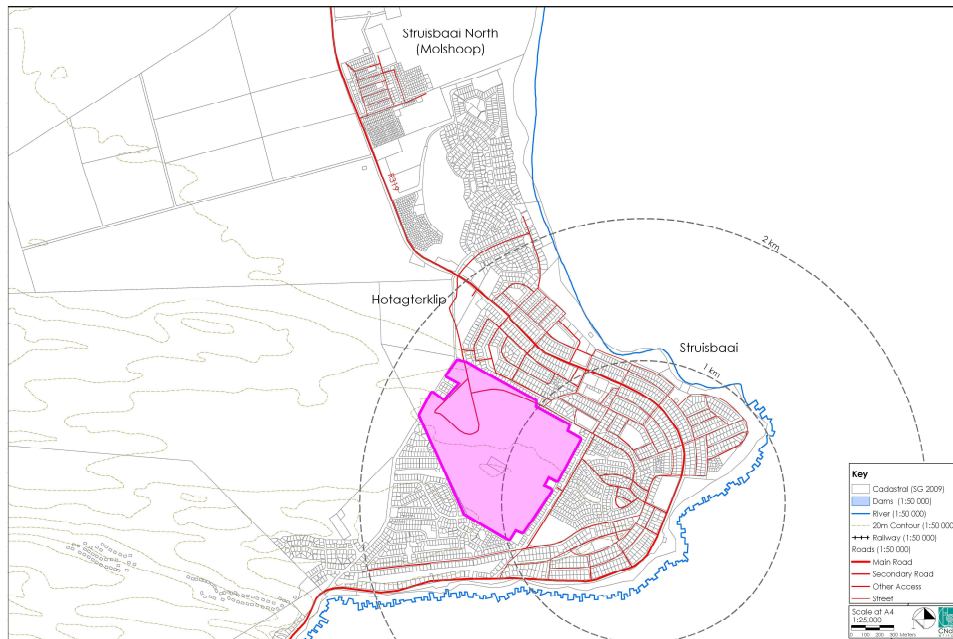 Struisbaai North
(Molshoop)
R319
2 km
Hotagterklip
Struisbaai
1 km
Key
Cadastral (SG 2009)
Dams (1:50 000)
River (1:50 000)
20m Contour (1:50 000
Railway (1:50 000)
Roads (1:50 000)
Main Road
Secondary Road
Other Access
Street
Scale at A4
1:25,000
0 100 200 300 Meters